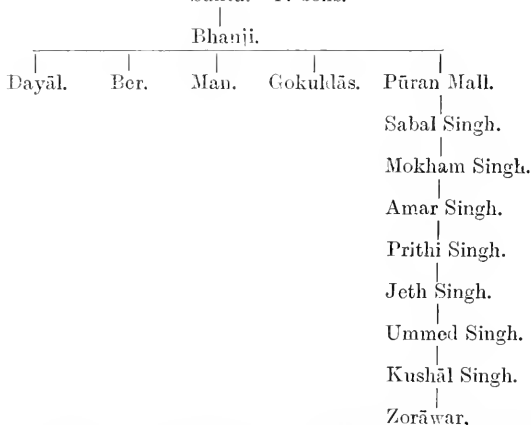 Bhanji.
Dayāl. Ber. Man. Gokuldās. Pūran Mall.
Sabal Singh.
Mokham Singh.
Amar Singh.
Prithi Singh.
Jeth Singh.
Ummed Singh.
Kushāl Singh.
Zorāwar,